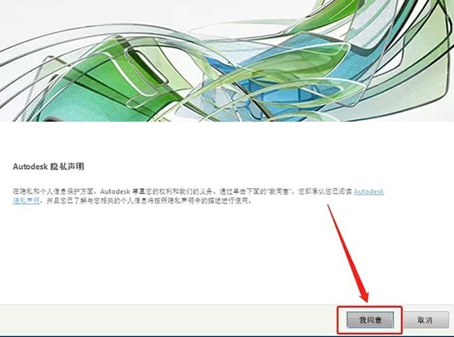 Autodesk 隐私声明
在隐私和个人信息保护方面，Autodesk 尊重您的权利和我们的义务。通过单击下面的“我同意”，您即承认您已阅读 Autodesk
隐私声明，并且您已了解与您相关的个人信息将按照隐私声明中的描述进行使用。
我同意
取消